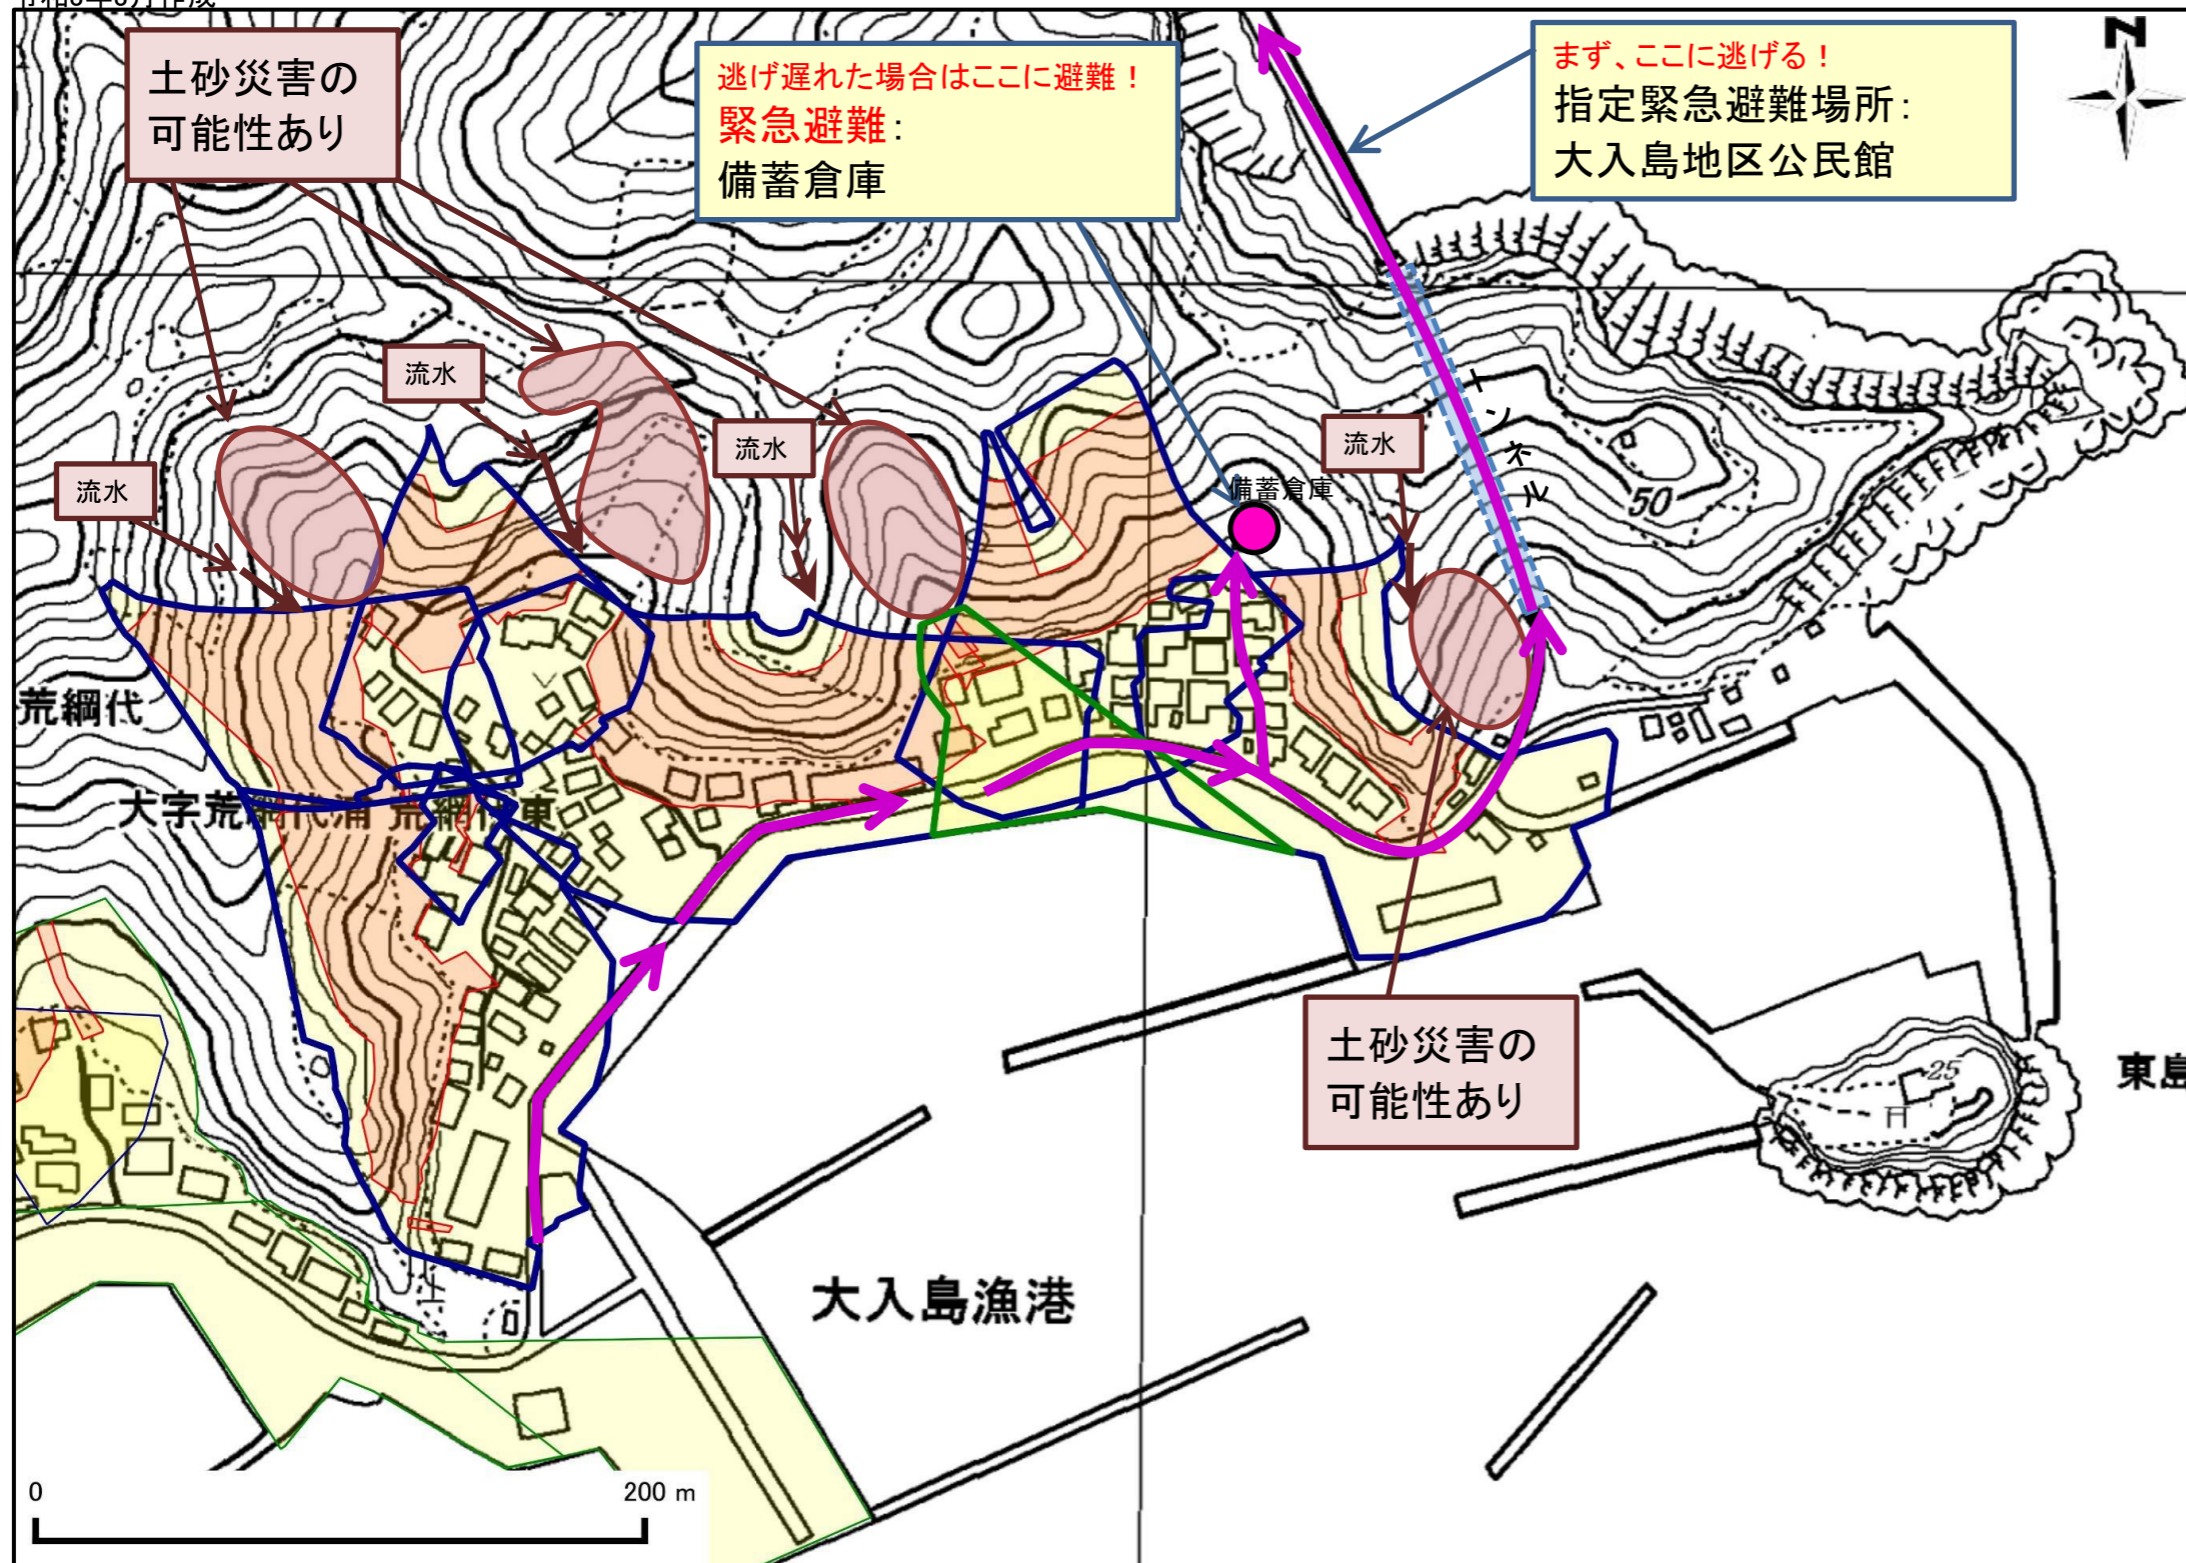 土砂災害の
可能性あり
逃げ遅れた場合はここに避難！
緊急避難：
備蓄倉庫
まず、ここに逃げる！
指定緊急避難場所：
大入島地区公民館
N
流水
流水
流水
流水
備蓄倉庫
トンネル
50
荒網代
大字荒網代浦 荒網代東
土砂災害の
可能性あり
25
東島
大入島漁港
0
200 m